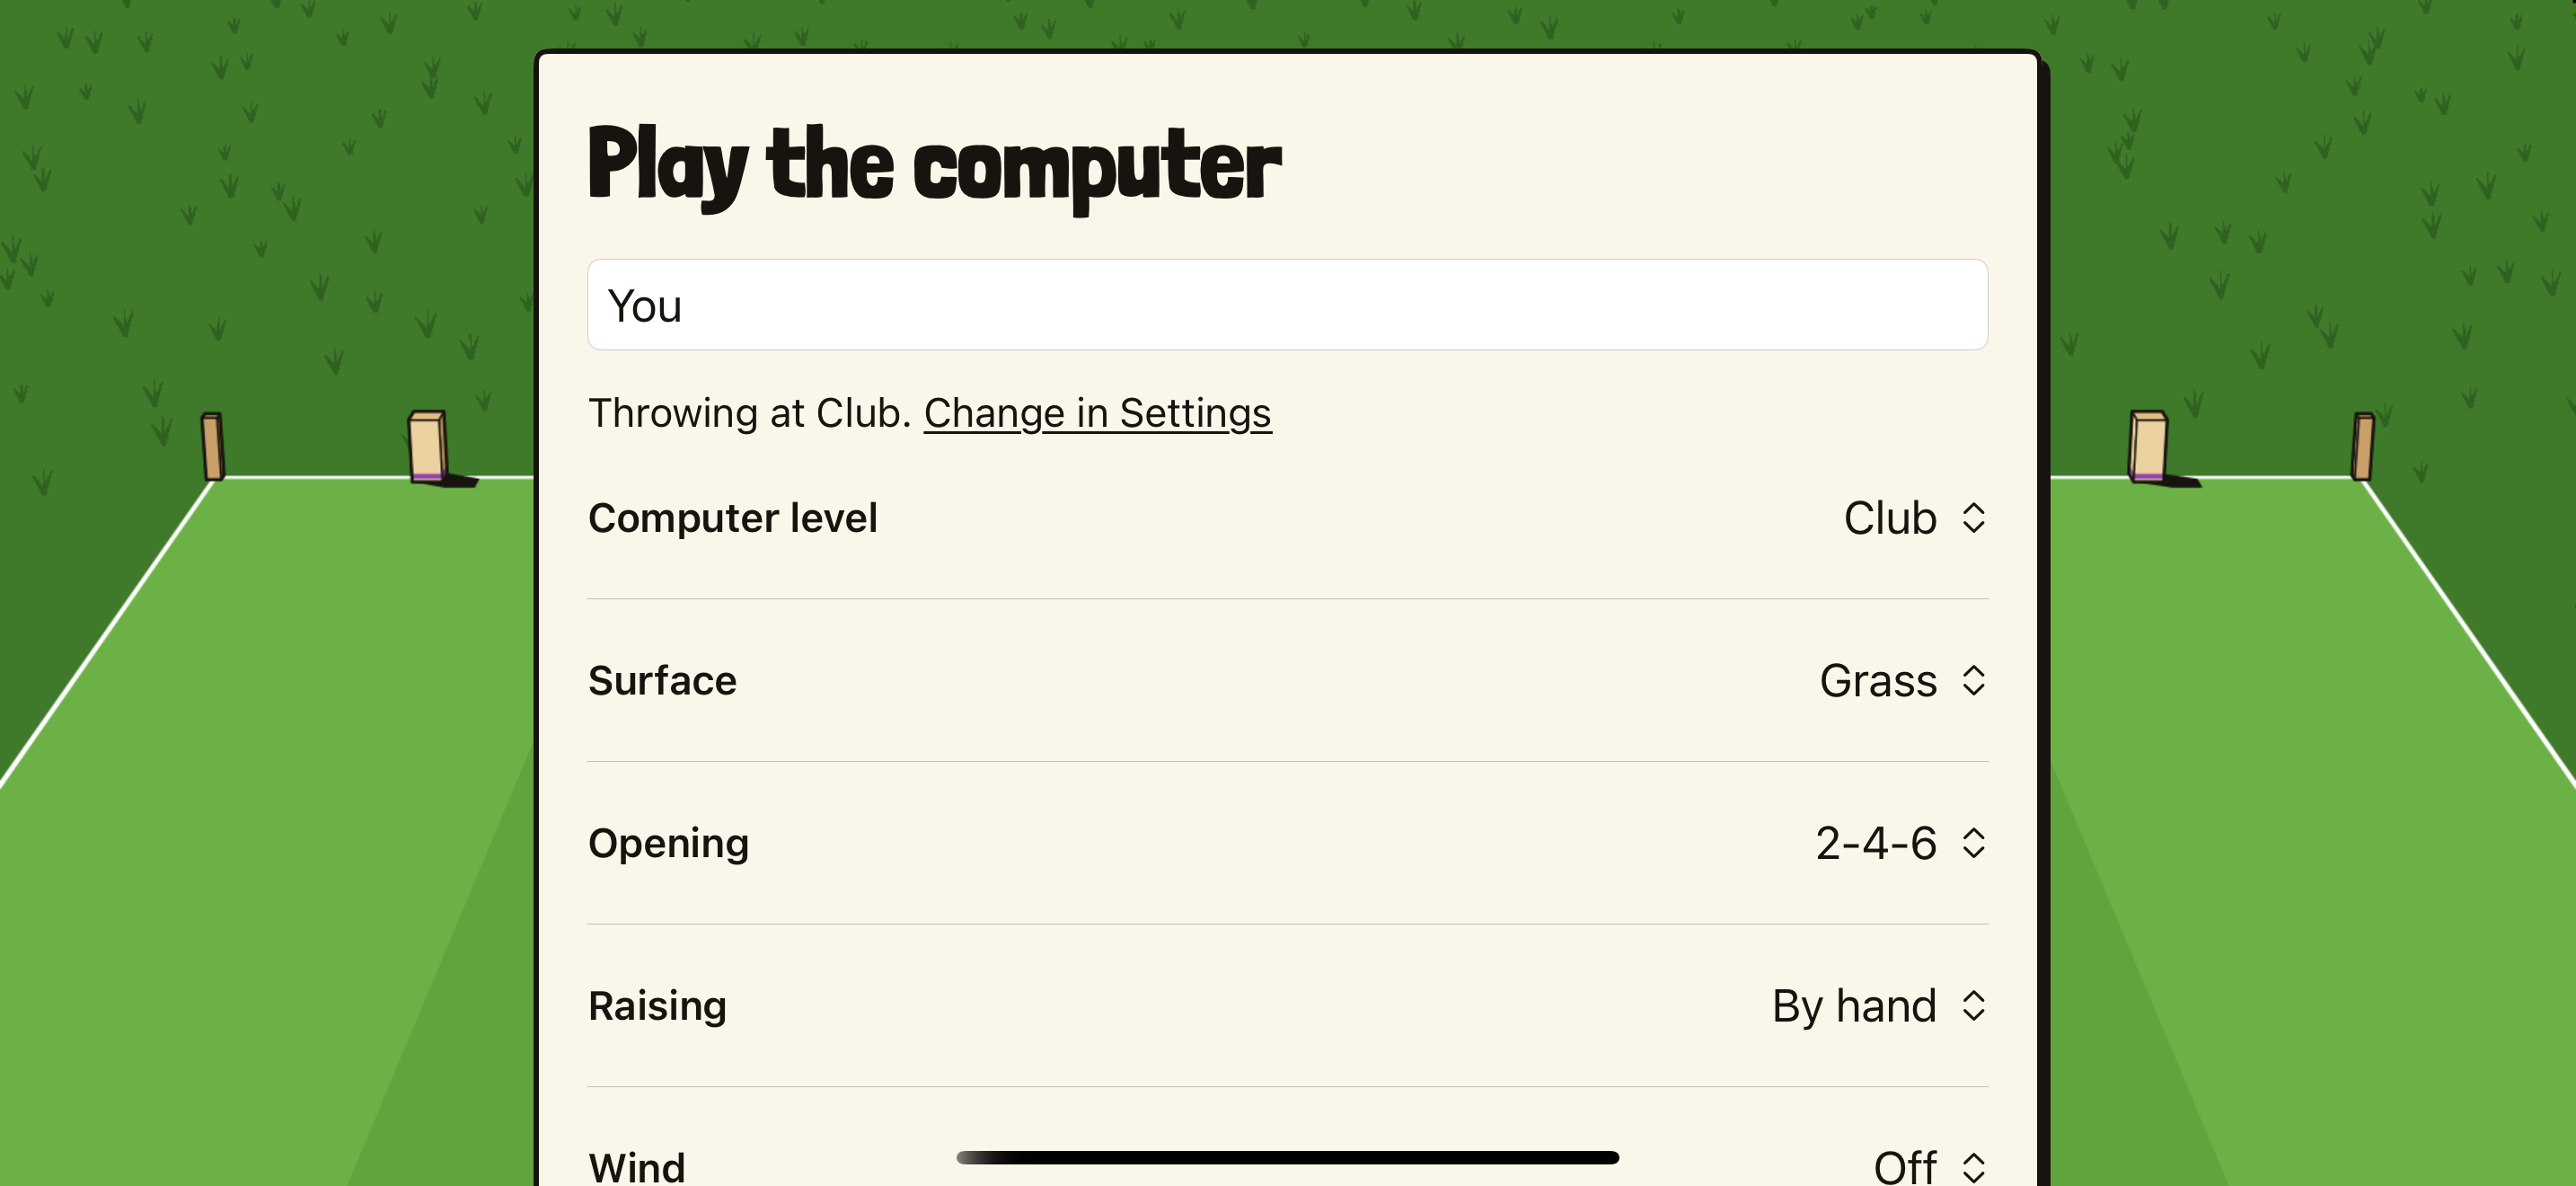 Play the computer
You
Throwing at Club. Change in Settings
Computer level Club
Surface Grass
Opening 2-4-6
Raising By hand
Wind Off